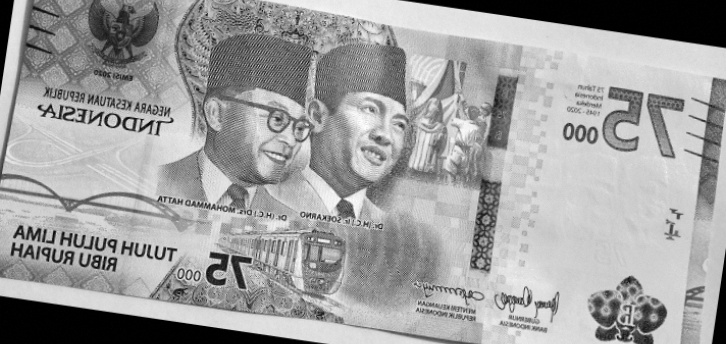 EMISI 2020
NEGARA KESATUAN REPUBLIK
INDONESIA
75 Tahun
Indonesia
Merdeka
1945 - 2020
75
000
Dr. (H.C.) Drs. MOHAMMAD HATTA
Dr. (H.C.) Ir. SOEKARNO
TUJUH PULUH LIMA
RIBU RUPIAH
75
000
MENTERI KEUANGAN
REPUBLIK INDONESIA
GUBERNUR
BANK INDONESIA